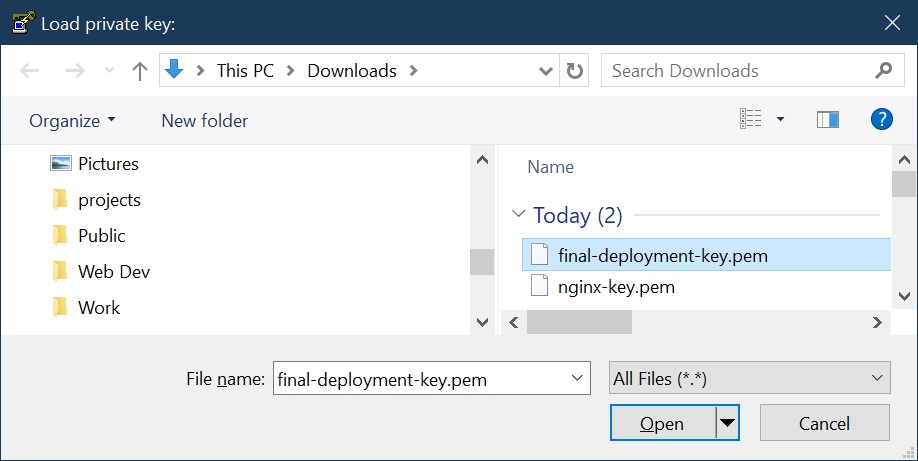 Load private key:
This PC Downloads Search Downloads
Organize New folder ?
Pictures
projects
Public
Web Dev
Work
Name
Today (2)
final-deployment-key.pem
nginx-key.pem
File name: final-deployment-key.pem All Files (*.*)
Open Cancel